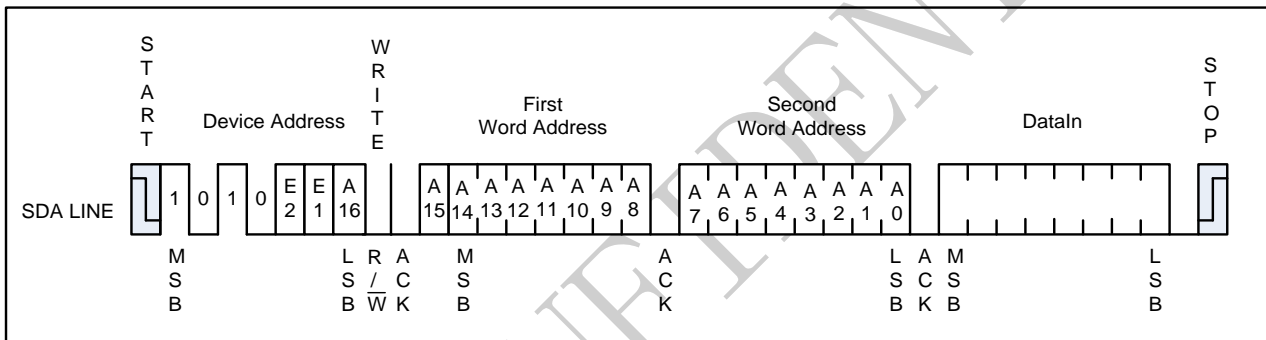 START
WRITE
STOP
Device Address
First
Word Address
Second
Word Address
DataIn
SDA LINE
1 0 1 0 E2 E1 A16 A15 A14 A13 A12 A11 A10 A9 A8 A7 A6 A5 A4 A3 A2 A1 A0
MSB LSB R/W ACK MSB ACK LSB ACK MSB LSB